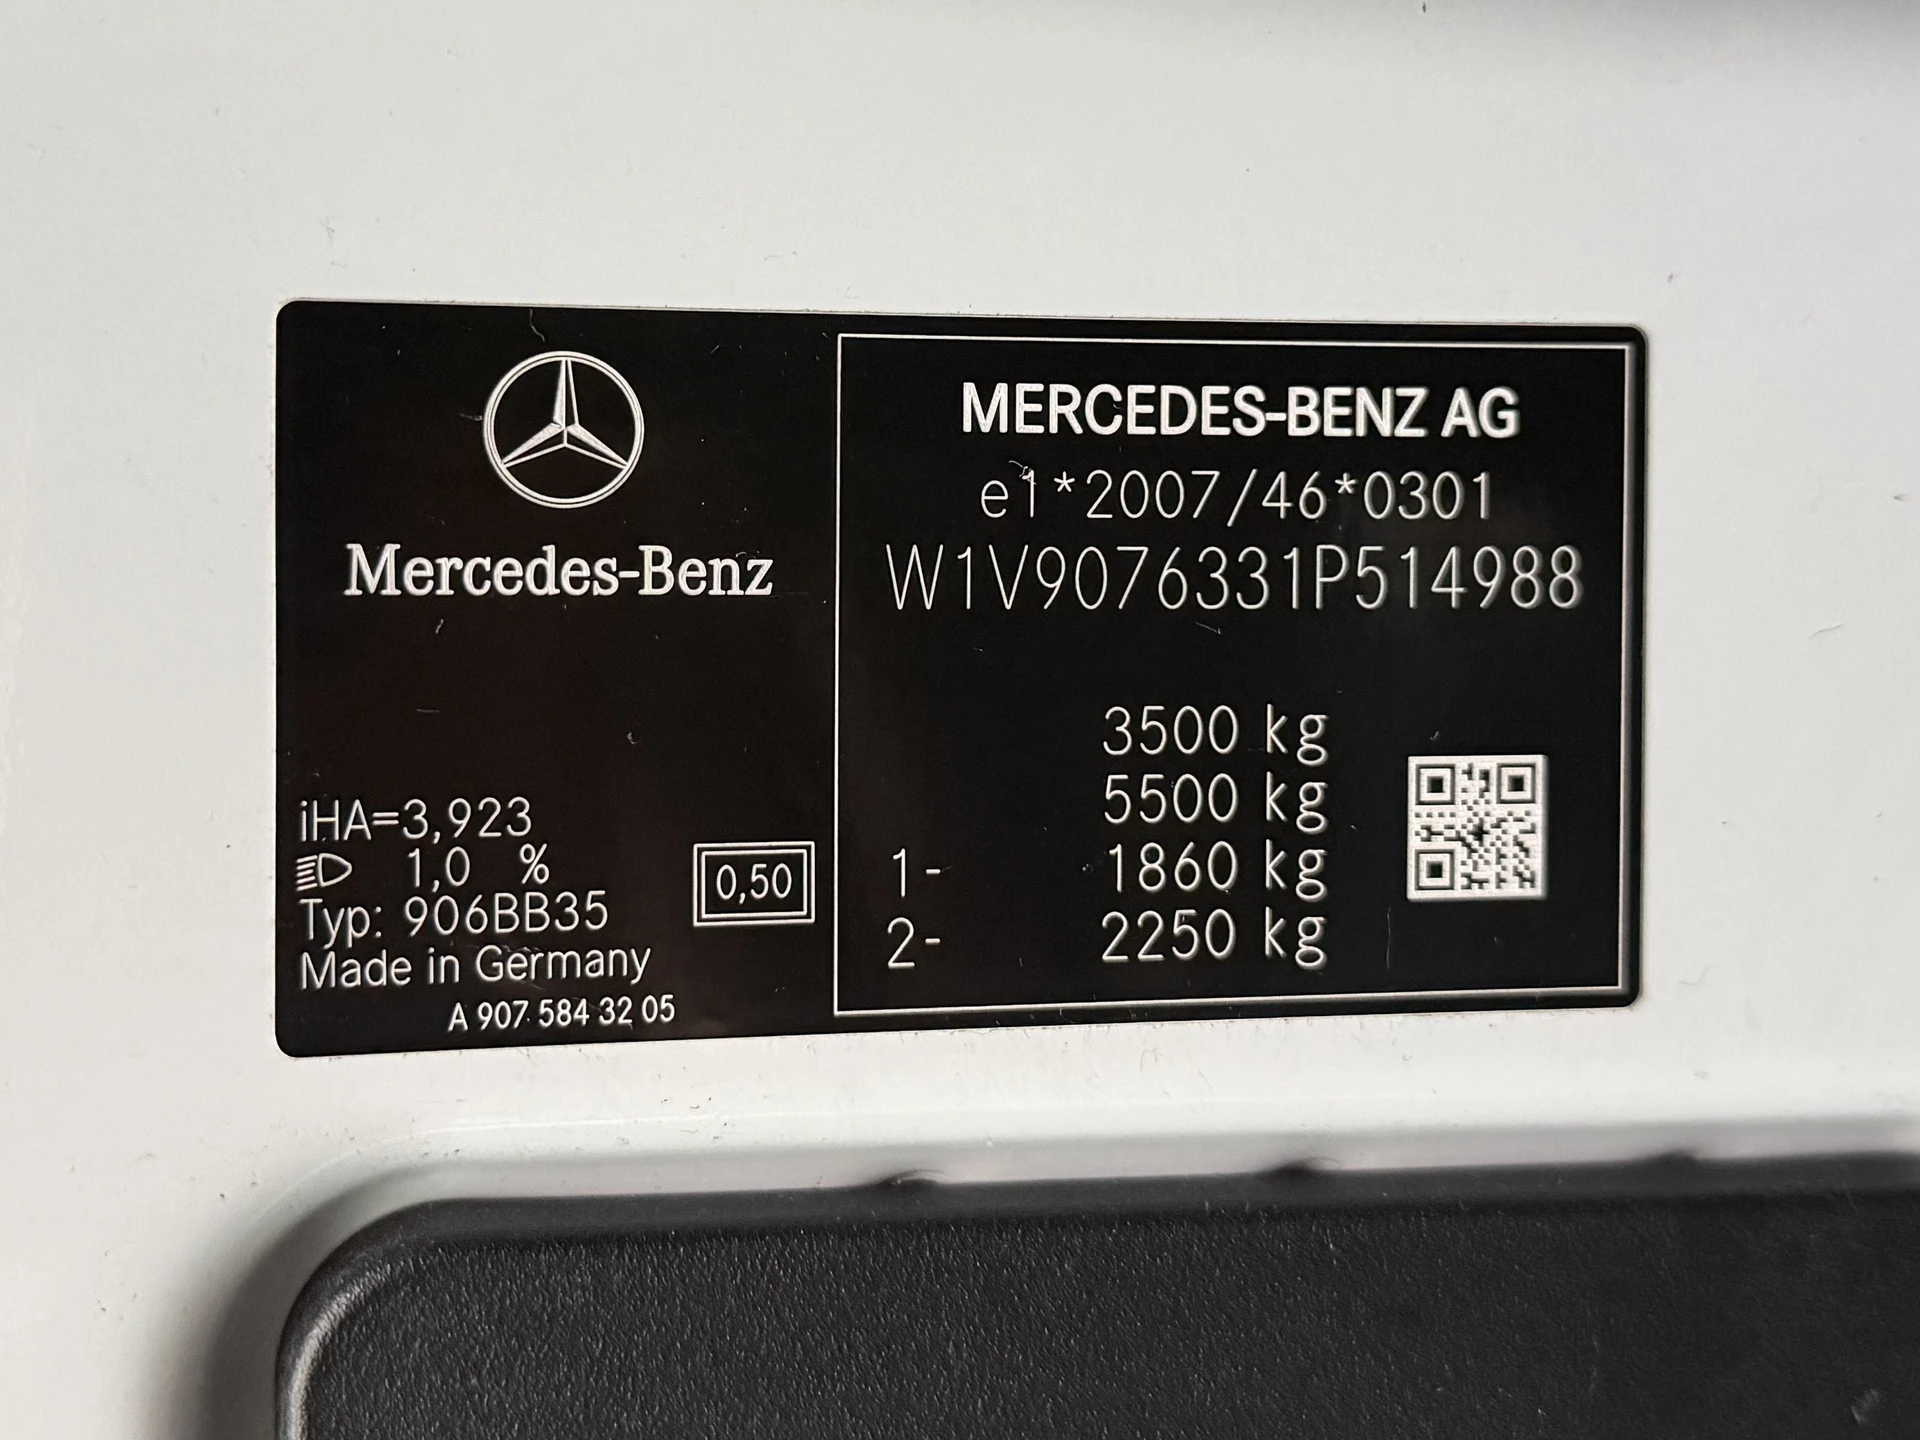 Mercedes-Benz
iHA=3,923
1,0 %
Typ: 906BB35
Made in Germany
A 907 584 32 05
0,50
MERCEDES-BENZ AG
e1*2007/46*0301
W1V9076331P514988
3500 kg
5500 kg
1- 1860 kg
2- 2250 kg